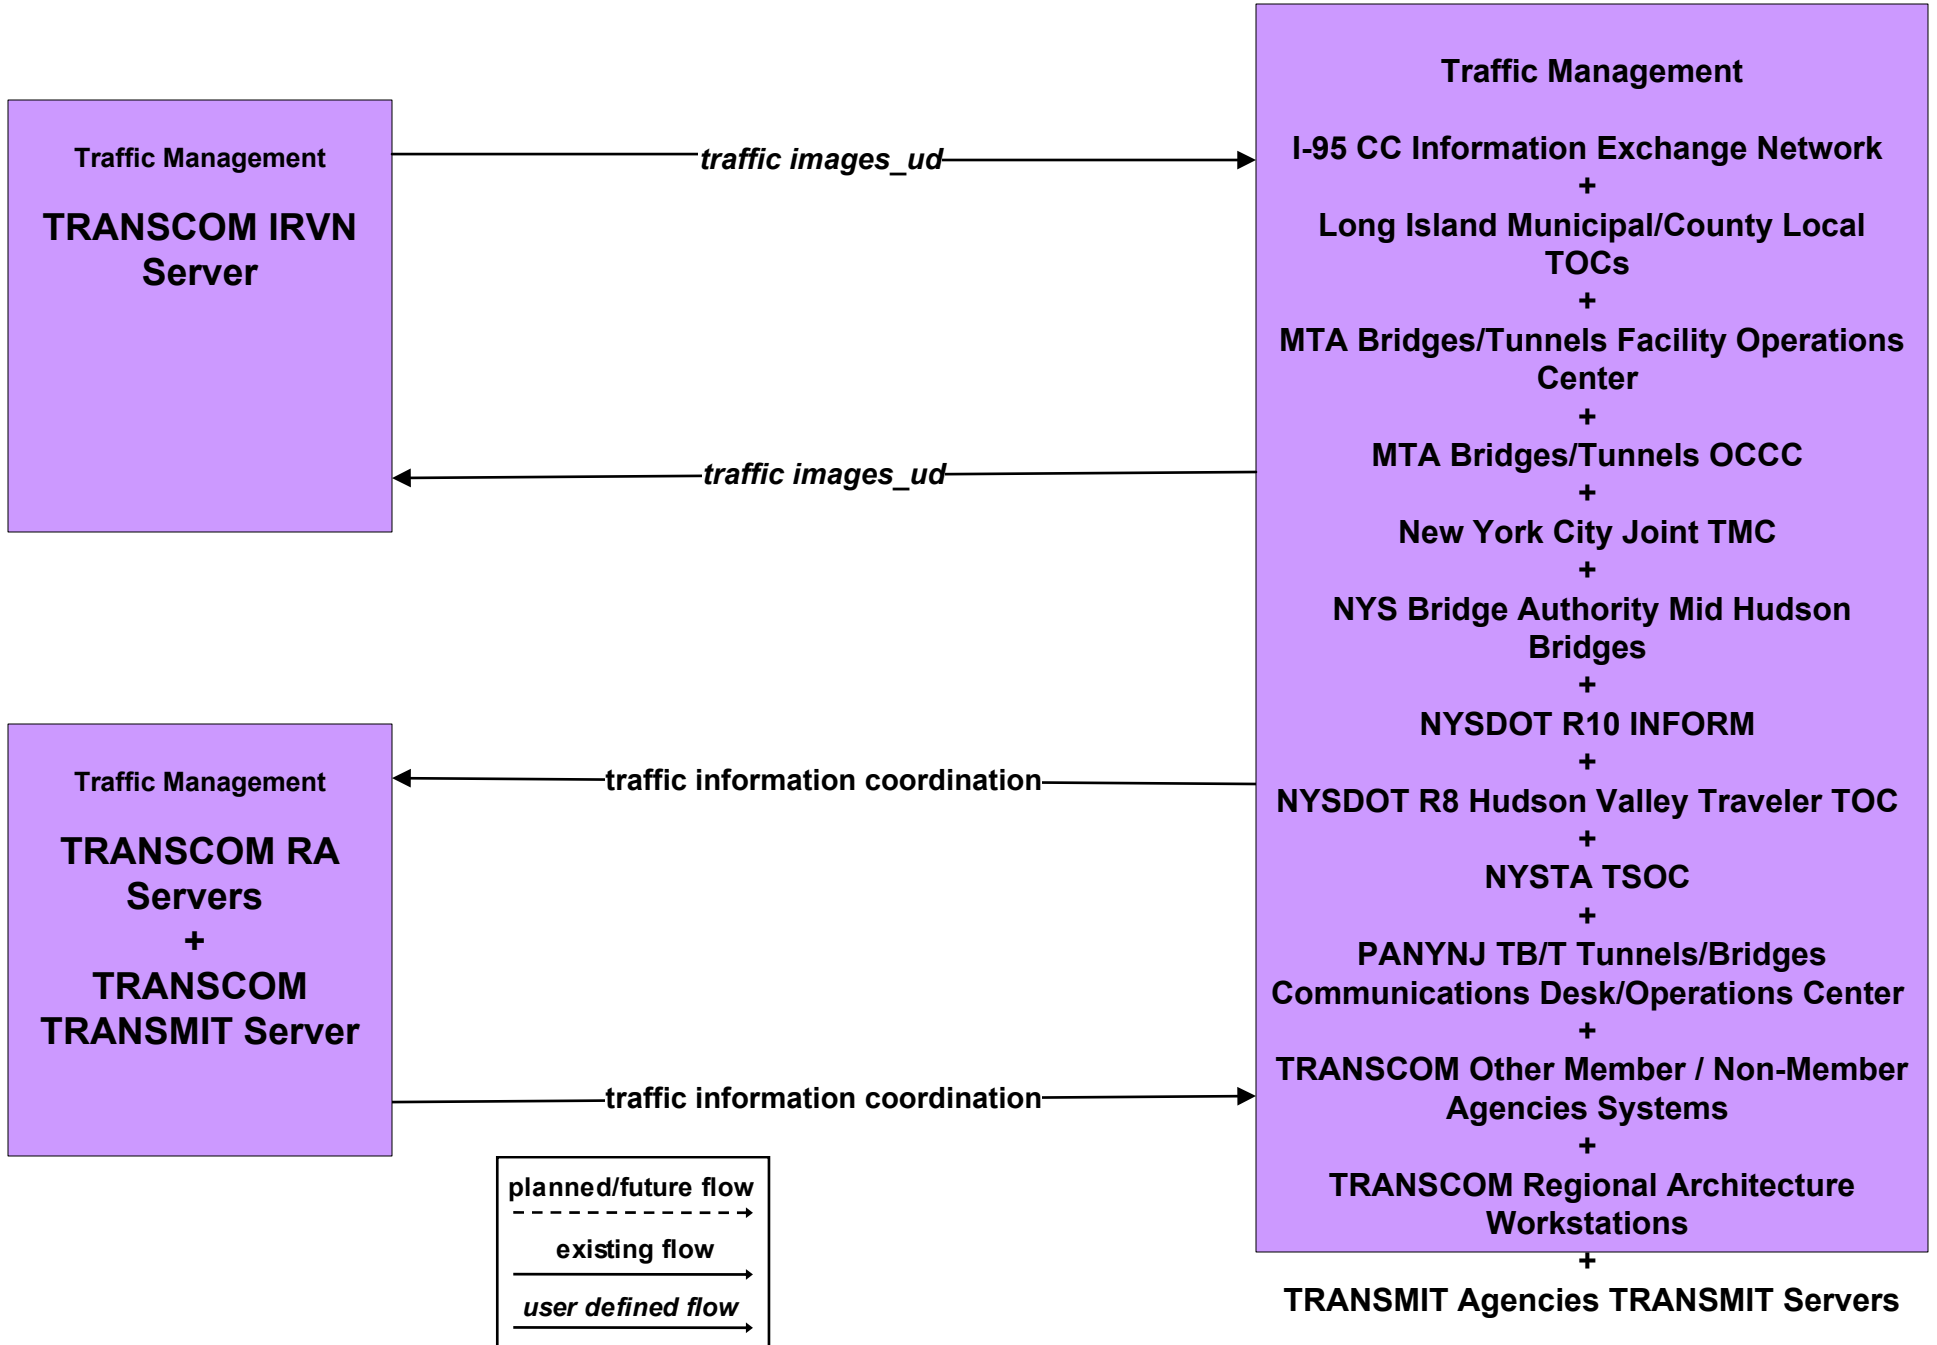 Traffic Management
TRANSCOM IRVN
Server
traffic images_ud
traffic images_ud
Traffic Management
TRANSCOM RA
Servers
+
TRANSCOM
TRANSMIT Server
traffic information coordination
traffic information coordination
planned/future flow
existing flow
user defined flow
Traffic Management
I-95 CC Information Exchange Network
+
Long Island Municipal/County Local
TOCs
+
MTA Bridges/Tunnels Facility Operations
Center
+
MTA Bridges/Tunnels OCCC
+
New York City Joint TMC
+
NYS Bridge Authority Mid Hudson
Bridges
+
NYSDOT R10 INFORM
+
NYSDOT R8 Hudson Valley Traveler TOC
+
NYSTA TSOC
+
PANYNJ TB/T Tunnels/Bridges
Communications Desk/Operations Center
+
TRANSCOM Other Member / Non-Member
Agencies Systems
+
TRANSCOM Regional Architecture
Workstations
+
TRANSMIT Agencies TRANSMIT Servers